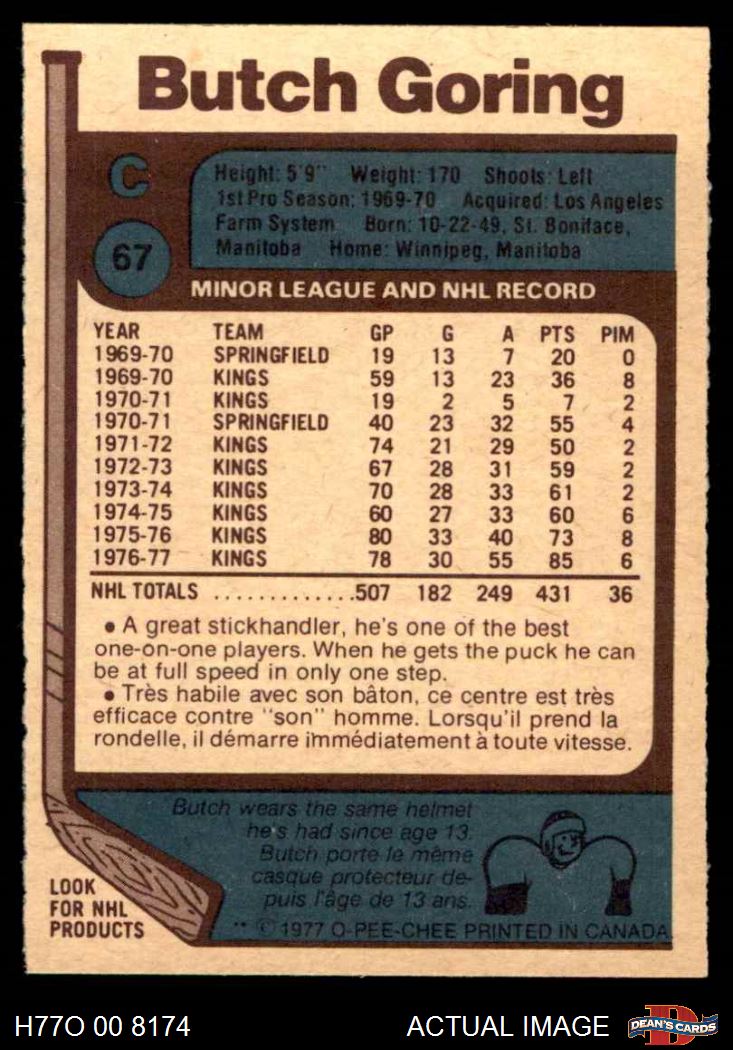 Butch Goring
C
67
Height: 5'9" Weight: 170 Shoots: Left
1st Pro Season: 1969-70 Acquired: Los Angeles
Farm System Born: 10-22-49, St. Boniface,
Manitoba Home: Winnipeg, Manitoba
MINOR LEAGUE AND NHL RECORD
YEAR TEAM GP G A PTS PIM
1969-70 SPRINGFIELD 19 13 7 20 0
1969-70 KINGS 59 13 23 36 8
1970-71 KINGS 19 2 5 7 2
1970-71 SPRINGFIELD 40 23 32 55 4
1971-72 KINGS 74 21 29 50 2
1972-73 KINGS 67 28 31 59 2
1973-74 KINGS 70 28 33 61 2
1974-75 KINGS 60 27 33 60 6
1975-76 KINGS 80 33 40 73 8
1976-77 KINGS 78 30 55 85 6
NHL TOTALS .............507 182 249 431 36
• A great stickhandler, he's one of the best
one-on-one players. When he gets the puck he can
be at full speed in only one step.
• Très habile avec son bâton, ce centre est très
efficace contre "son" homme. Lorsqu'il prend la
rondelle, il démarre immédiatement à toute vitesse.
Butch wears the same helmet
he's had since age 13.
Butch porte le même
casque protecteur de-
puis l'âge de 13 ans.
LOOK
FOR NHL
PRODUCTS
** © 1977 O-PEE-CHEE PRINTED IN CANADA
H77O 00 8174 ACTUAL IMAGE D DEAN'S CARDS